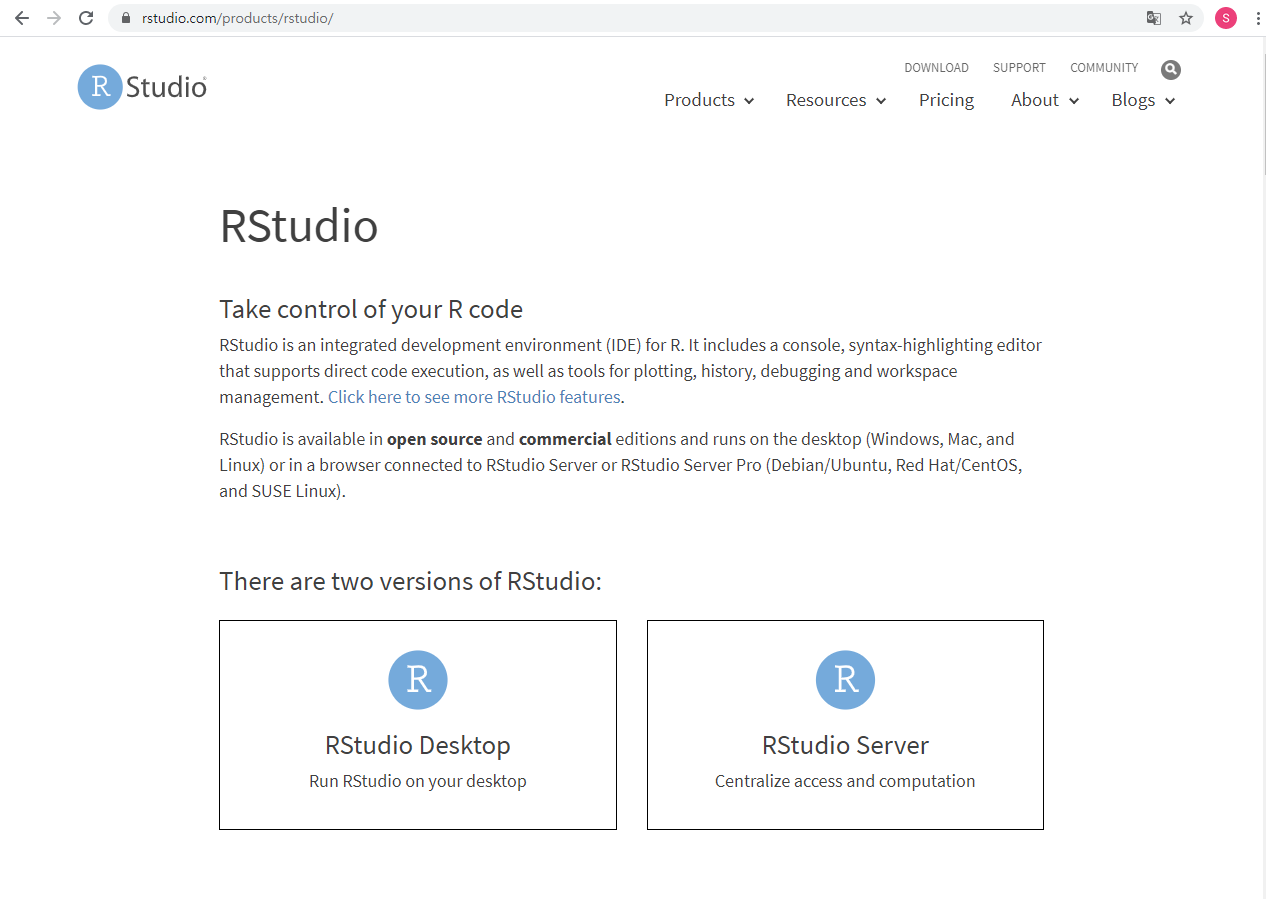 rstudio.com/products/rstudio/
S
R Studio®
DOWNLOAD SUPPORT COMMUNITY
Products Resources Pricing About Blogs
RStudio
Take control of your R code
RStudio is an integrated development environment (IDE) for R. It includes a console, syntax-highlighting editor
that supports direct code execution, as well as tools for plotting, history, debugging and workspace
management. Click here to see more RStudio features.
RStudio is available in open source and commercial editions and runs on the desktop (Windows, Mac, and
Linux) or in a browser connected to RStudio Server or RStudio Server Pro (Debian/Ubuntu, Red Hat/CentOS,
and SUSE Linux).
There are two versions of RStudio:
R
RStudio Desktop
Run RStudio on your desktop
R
RStudio Server
Centralize access and computation